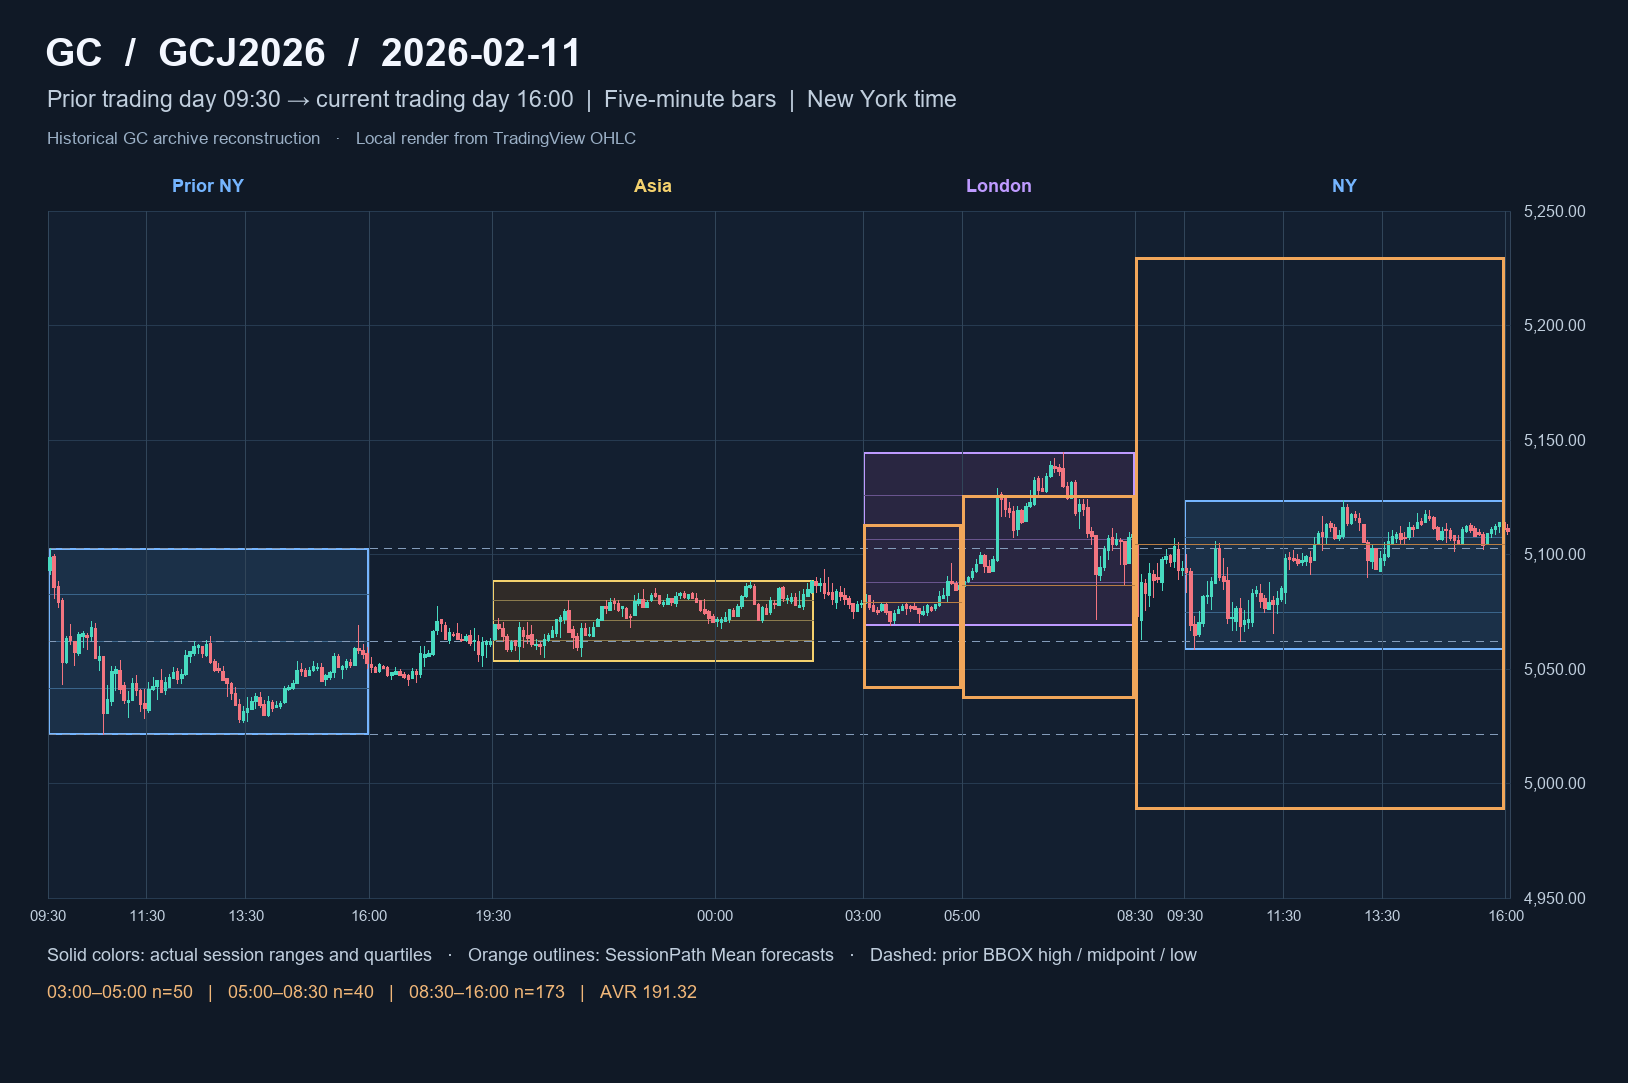 GC / GCJ2026 / 2026-02-11
Prior trading day 09:30 → current trading day 16:00 | Five-minute bars | New York time
Historical GC archive reconstruction · Local render from TradingView OHLC
Prior NY Asia London NY
5,250.00
5,200.00
5,150.00
5,100.00
5,050.00
5,000.00
4,950.00
09:30 11:30 13:30 16:00 19:30 00:00 03:00 05:00 08:30 09:30 11:30 13:30 16:00
Solid colors: actual session ranges and quartiles · Orange outlines: SessionPath Mean forecasts · Dashed: prior BBOX high / midpoint / low
03:00–05:00 n=50 | 05:00–08:30 n=40 | 08:30–16:00 n=173 | AVR 191.32